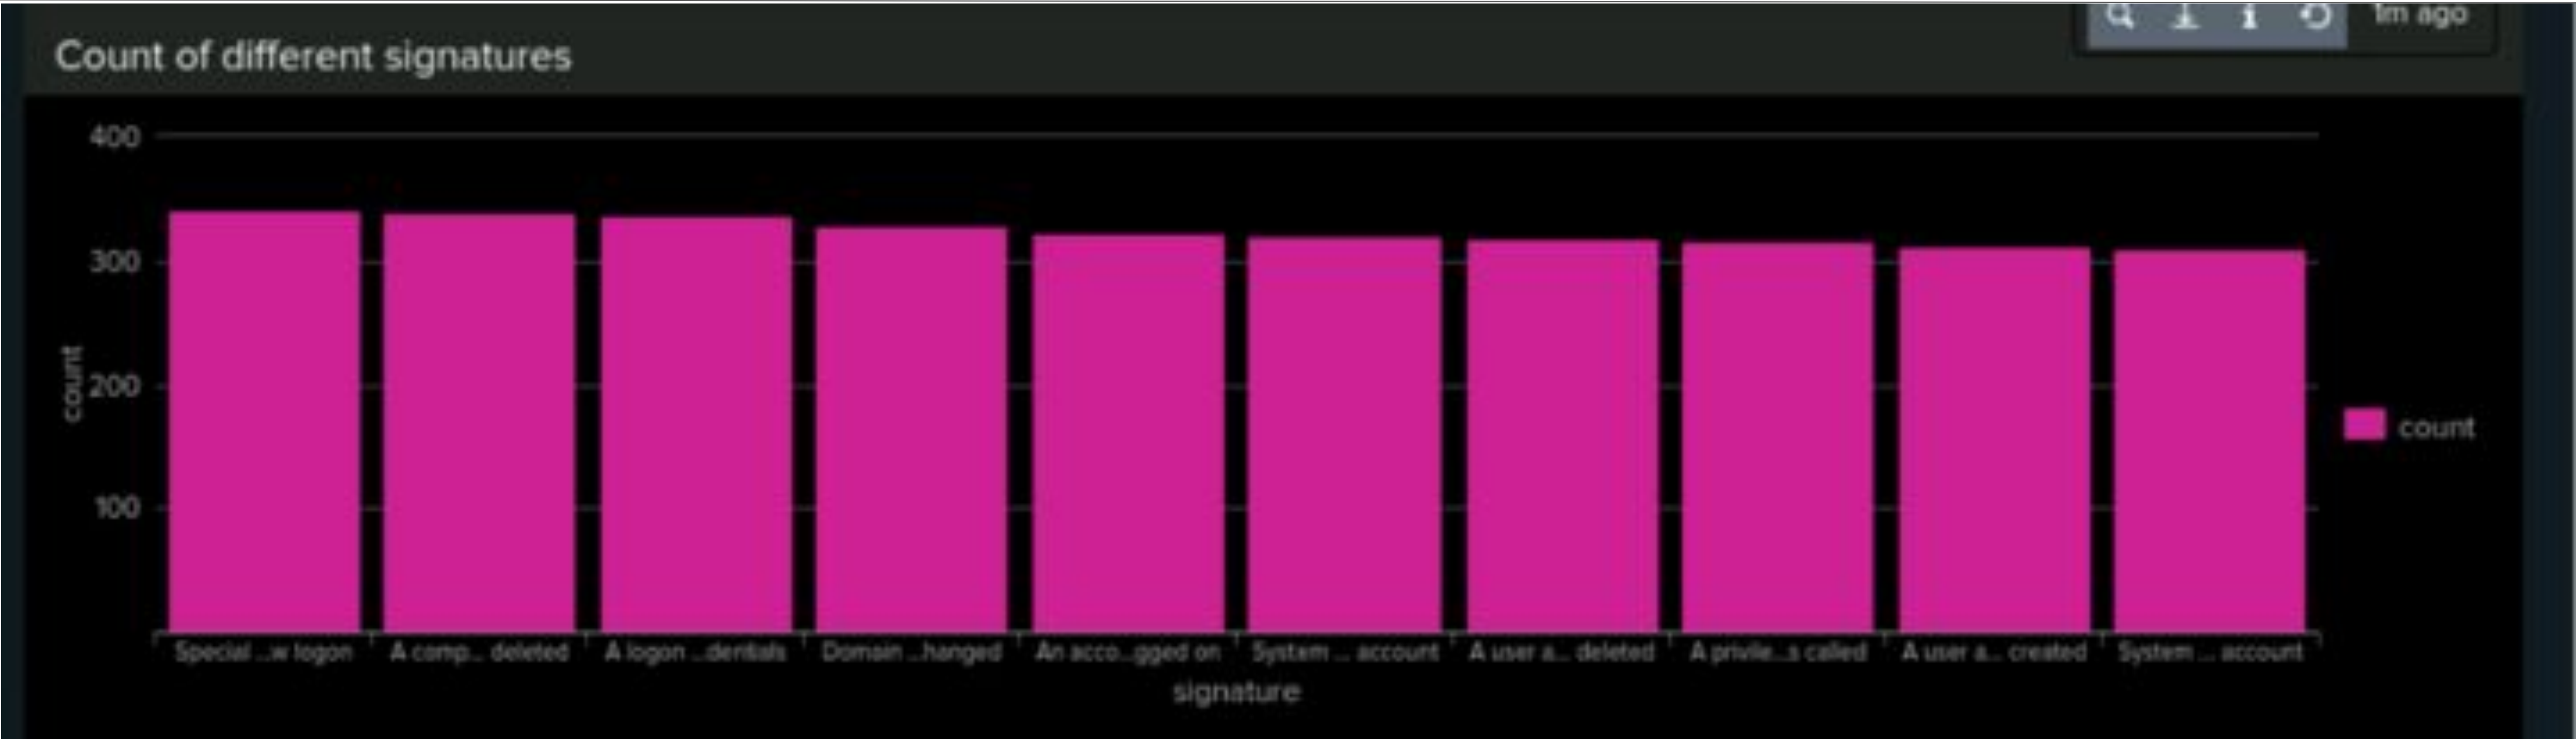 1m ago
Count of different signatures
400
300
200
100
count
count
Special ...w logon
A comp... deleted
A logon ...dentials
Domain ...hanged
An acco...gged on
System ... account
A user a... deleted
A privile...s called
A user a... created
System ... account
signature